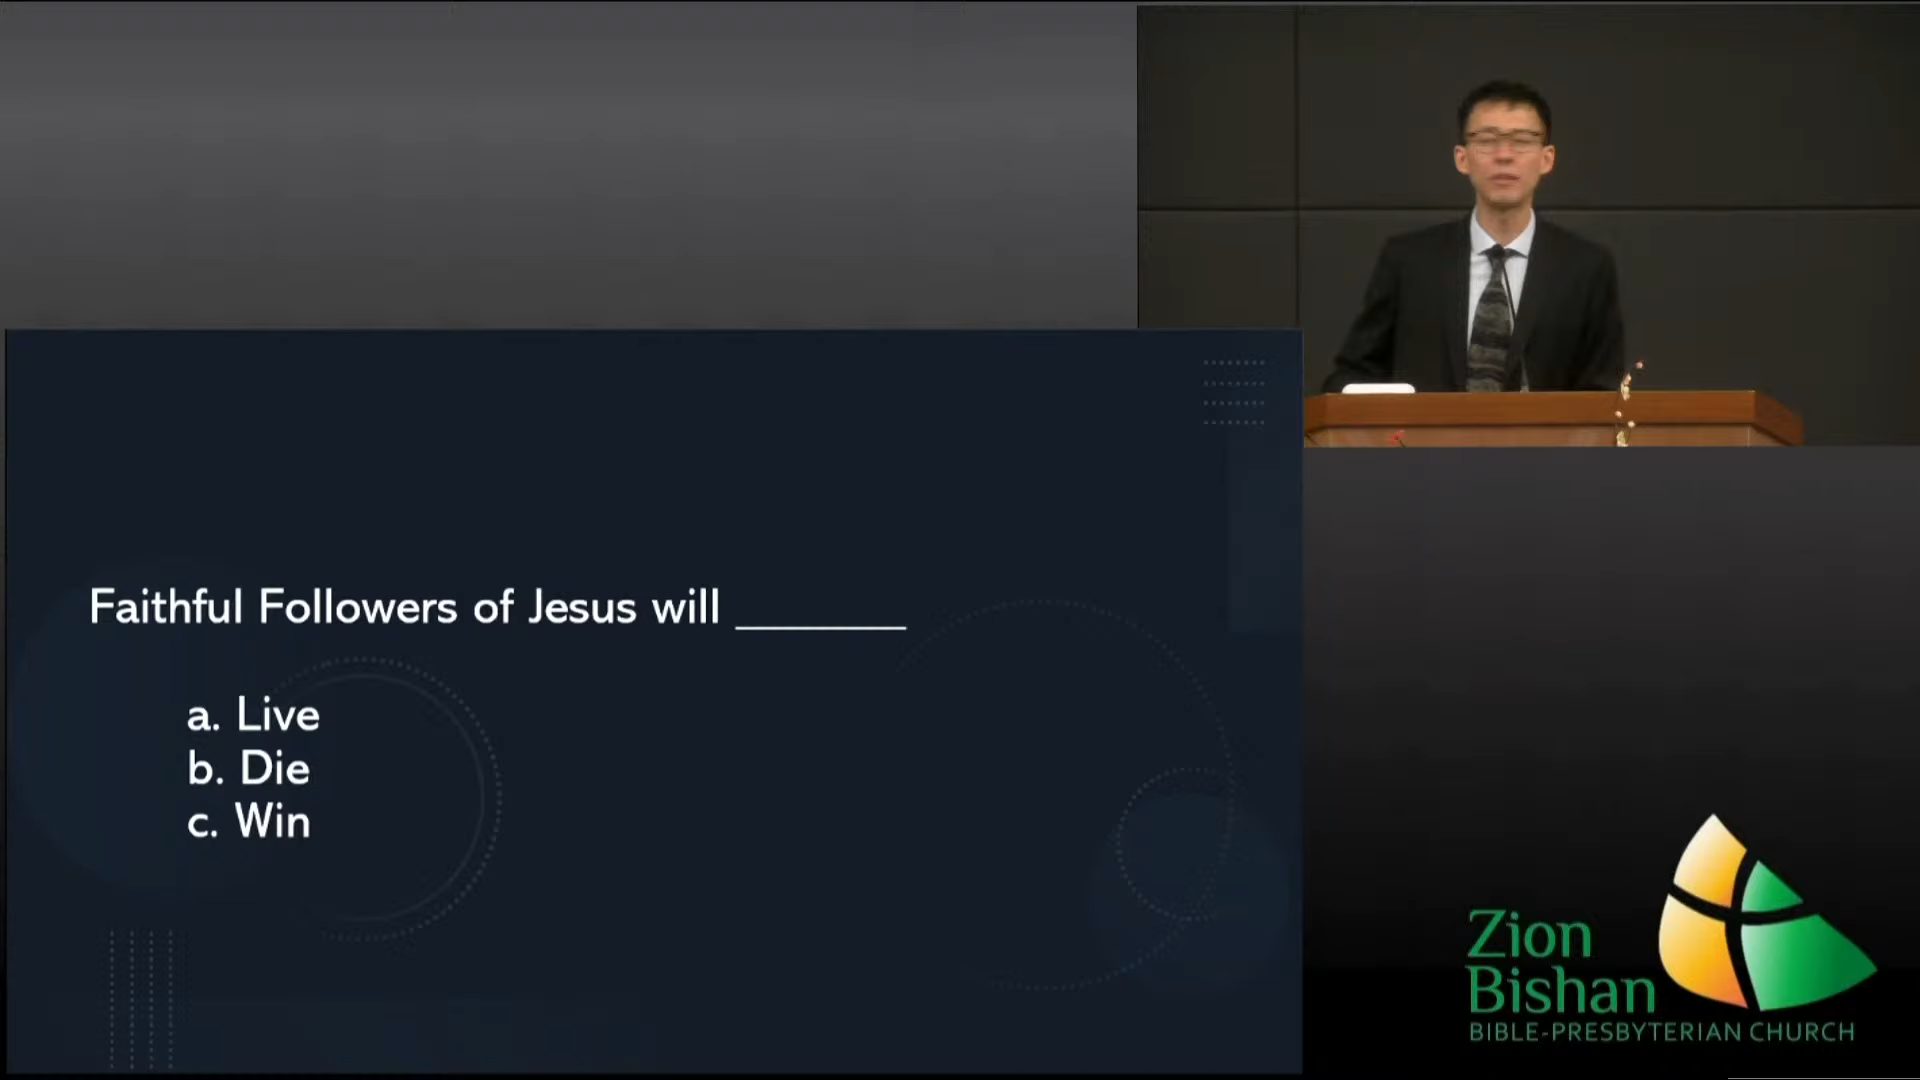 Faithful Followers of Jesus will ________
a. Live
b. Die
c. Win
Zion
Bishan
BIBLE-PRESBYTERIAN CHURCH